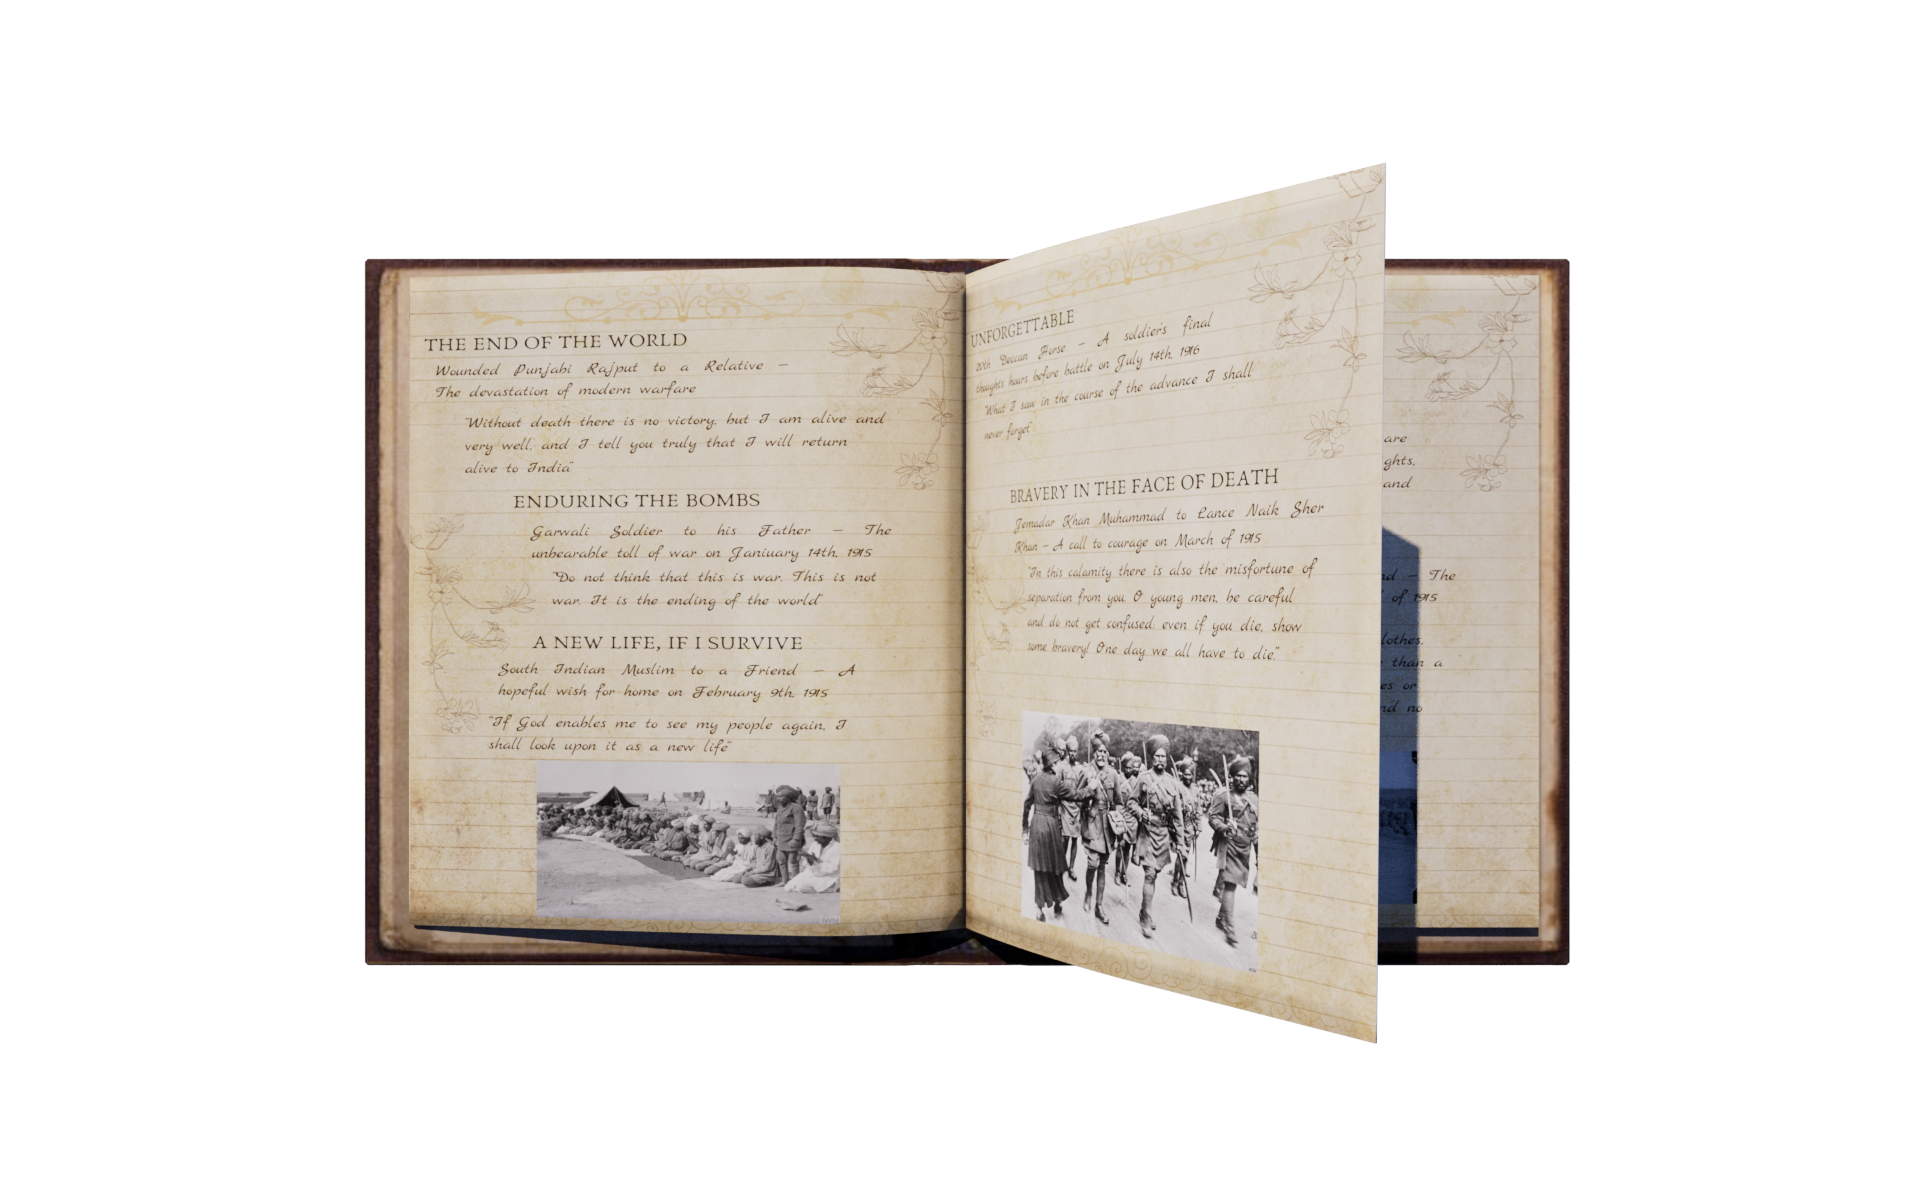 THE END OF THE WORLD
Wounded Punjabi Rajput to a Relative –
The devastation of modern warfare
"Without death there is no victory, but I am alive and
very well, and I tell you truly that I will return
alive to India"
ENDURING THE BOMBS
Garwali Soldier to his Father – The
unbearable toll of war on Janiuary 14th, 1915
"Do not think that this is war. This is not
war. It is the ending of the world"
A NEW LIFE, IF I SURVIVE
South Indian Muslim to a Friend – A
hopeful wish for home on February 9th, 1915
"If God enables me to see my people again, I
shall look upon it as a new life"
UNFORGETTABLE
20th Deccan Horse – A soldier's final
thoughts hours before battle on July 14th, 1916
"What I saw in the course of the advance I shall
never forget
BRAVERY IN THE FACE OF DEATH
Jemadar Khan Muhammad to Lance Naik Sher
Khan – A call to courage on March of 1915
"In this calamity there is also the misfortune of
separation from you. O young men, be careful
and do not get confused; even if you die, show
some bravery! One day we all have to die."
are
ghts,
and
nd – The
of 1915
lothes,
than a
es or
nd no